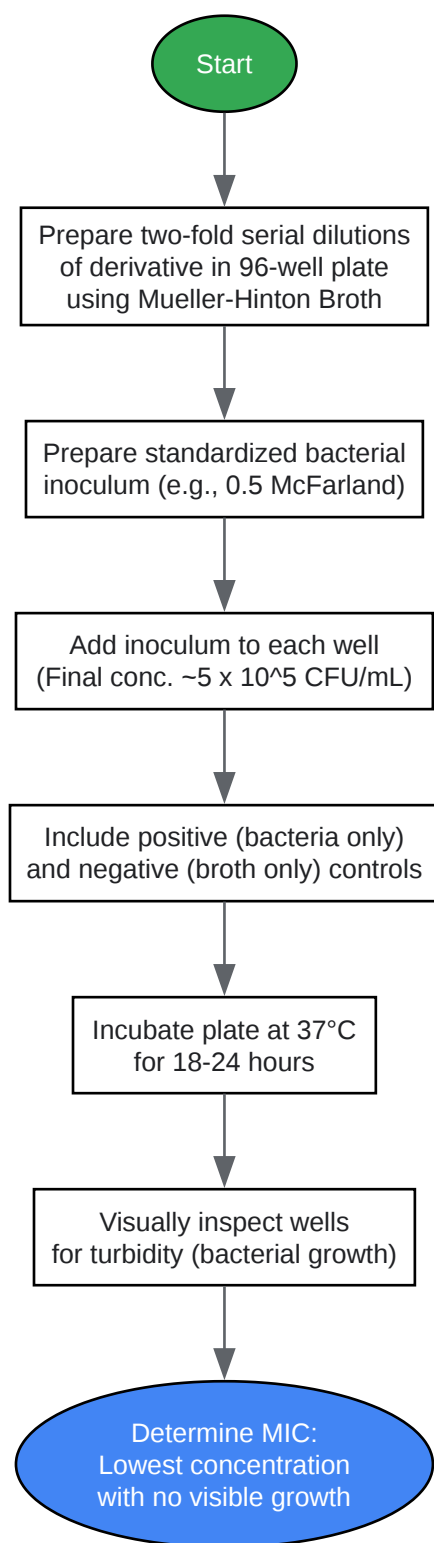 Start
Prepare two-fold serial dilutions
of derivative in 96-well plate
using Mueller-Hinton Broth
Prepare standardized bacterial
inoculum (e.g., 0.5 McFarland)
Add inoculum to each well
(Final conc. ~5 x 10^5 CFU/mL)
Include positive (bacteria only)
and negative (broth only) controls
Incubate plate at 37°C
for 18-24 hours
Visually inspect wells
for turbidity (bacterial growth)
Determine MIC:
Lowest concentration
with no visible growth